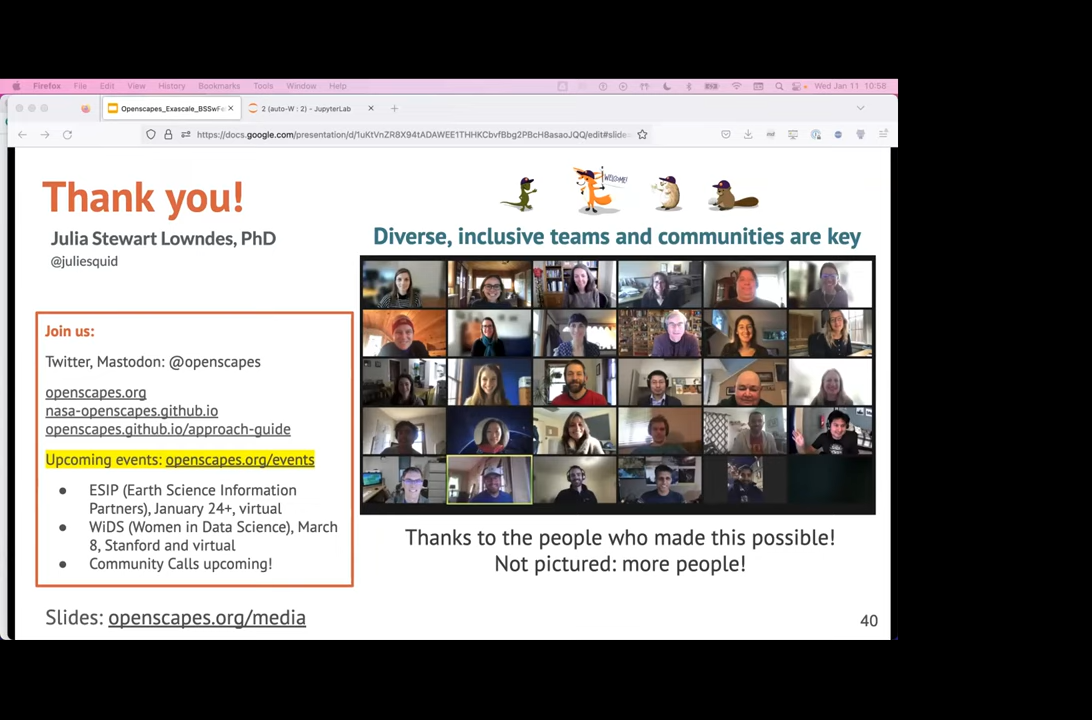 Firefox File Edit View History Bookmarks Tools Window Help Wed Jan 11 10:58
Openscapes_Exascale_BSSwFe 2 (auto-W : 2) - JupyterLab
https://docs.google.com/presentation/d/1uKtVnZR8X94tADAWEE1THHKCbvfBbg2PBcH8asaoJQQ/edit#slide
Thank you!
Julia Stewart Lowndes, PhD
@juliesquid
WELCOME!
Diverse, inclusive teams and communities are key
Join us:
Twitter, Mastodon: @openscapes
openscapes.org
nasa-openscapes.github.io
openscapes.github.io/approach-guide
Upcoming events: openscapes.org/events
● ESIP (Earth Science Information
Partners), January 24+, virtual
● WiDS (Women in Data Science), March
8, Stanford and virtual
● Community Calls upcoming!
Thanks to the people who made this possible!
Not pictured: more people!
Slides: openscapes.org/media
40